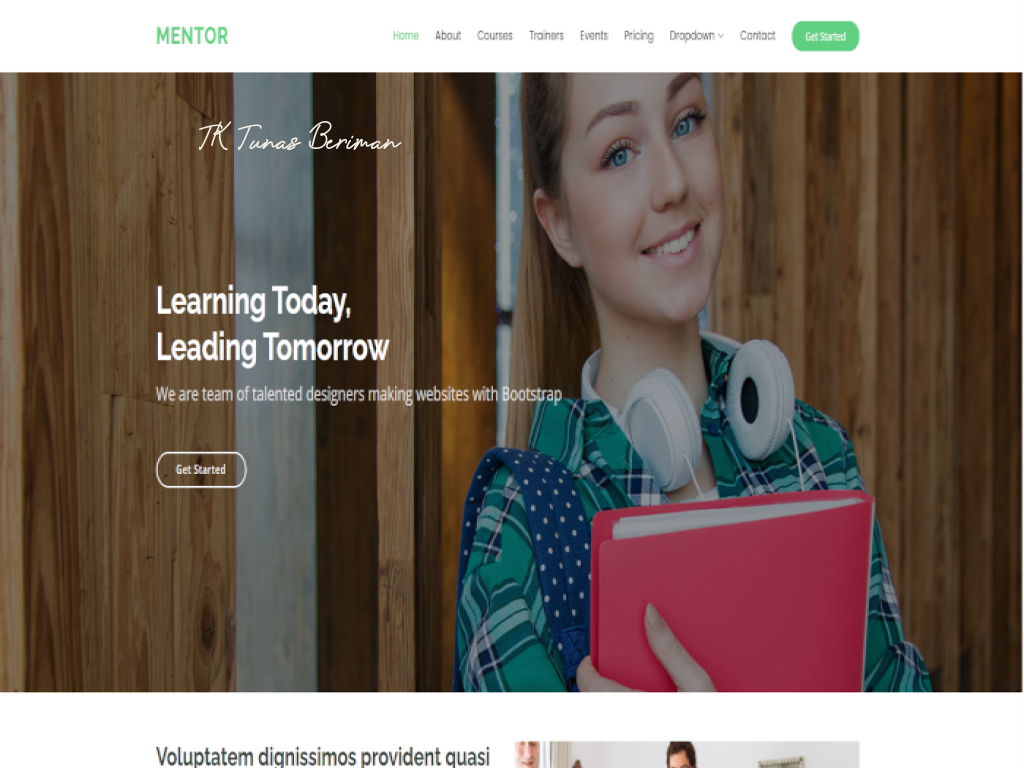 MENTOR
Home About Courses Trainers Events Pricing Dropdown Contact Get Started
TK Tunas Beriman
Learning Today,
Leading Tomorrow
We are team of talented designers making websites with Bootstrap
Get Started
Voluptatem dignissimos provident quasi